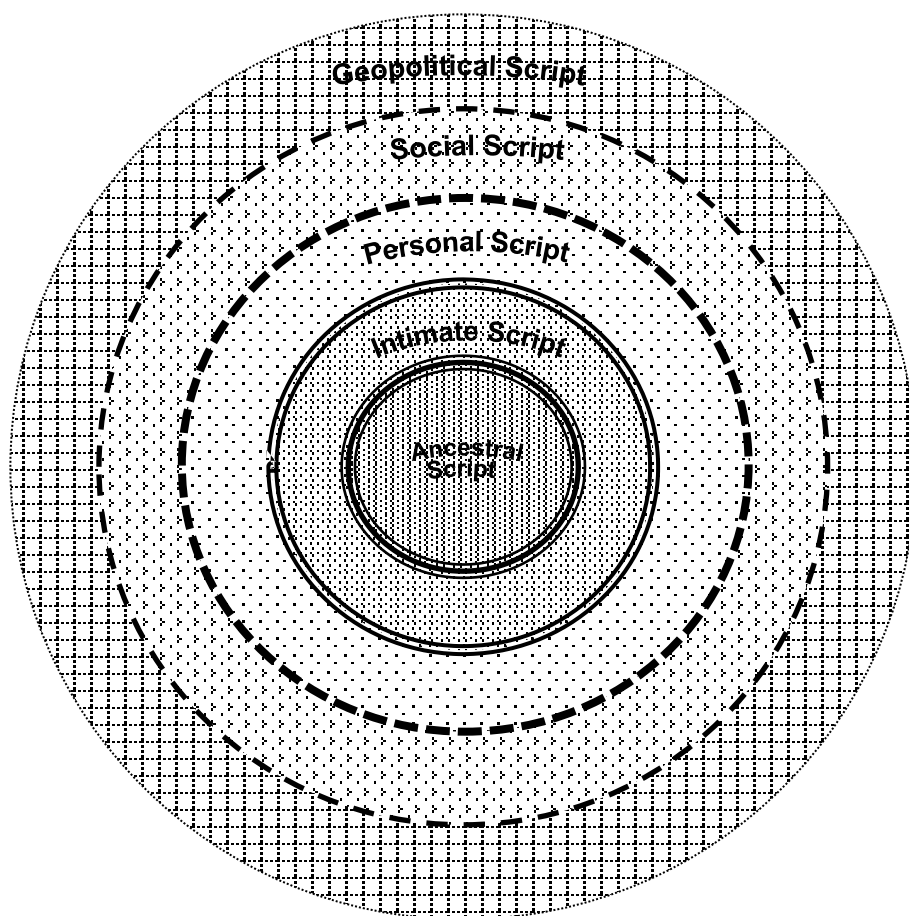 Geopolitical Script
Social Script
Personal Script
Intimate Script
Ancestral
Script